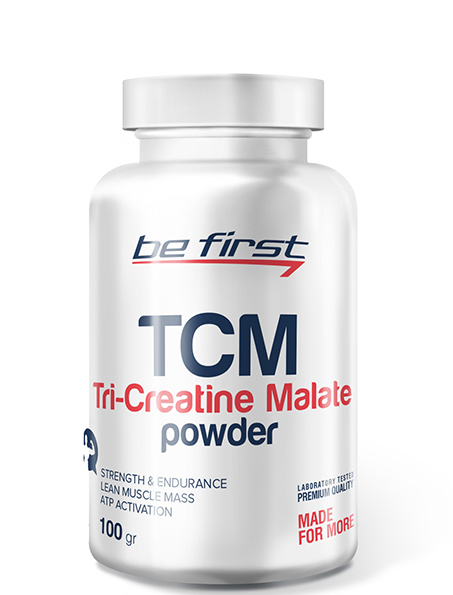 be first
TCM
Tri-Creatine Malate
powder
STRENGTH & ENDURANCE
LEAN MUSCLE MASS
ATP ACTIVATION
100 gr
LABORATORY TESTED
PREMIUM QUALITY
MADE
FOR MORE